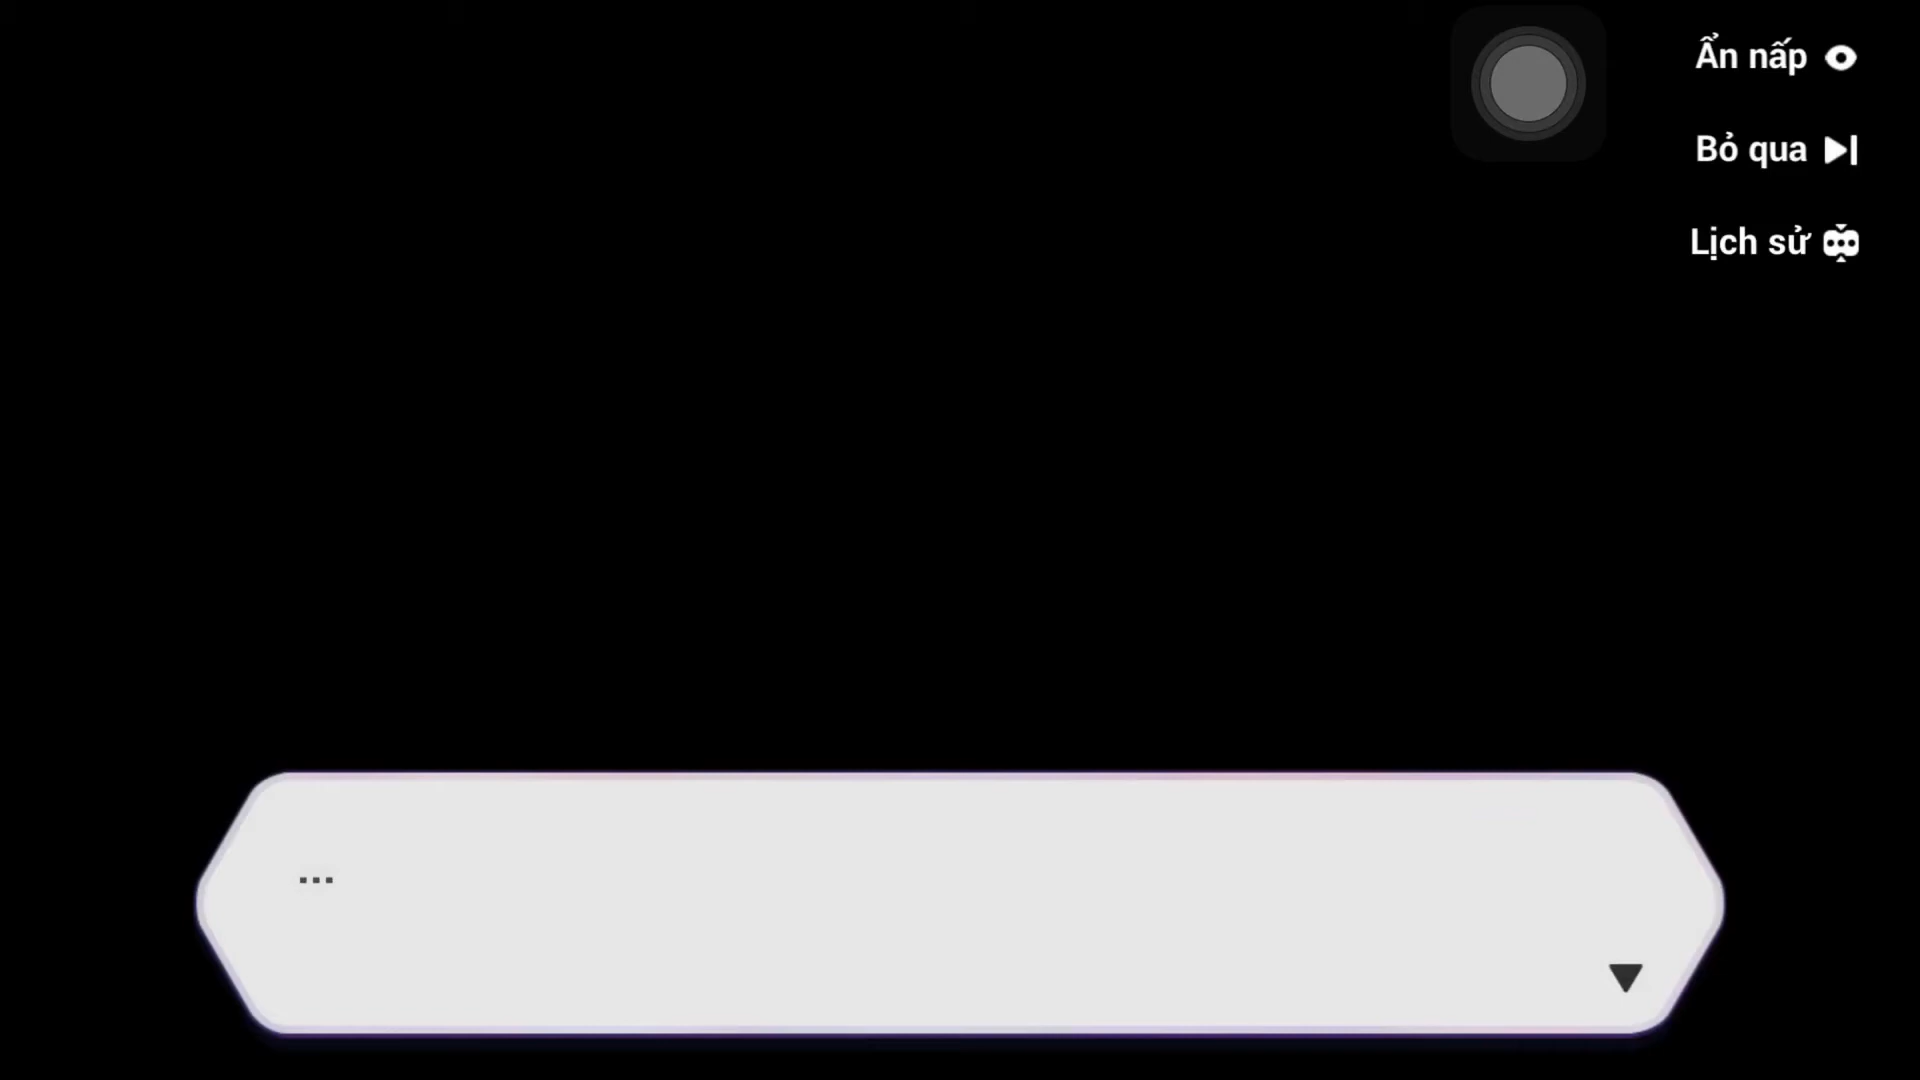 Ẩn nấp
Bỏ qua
Lịch sử
...